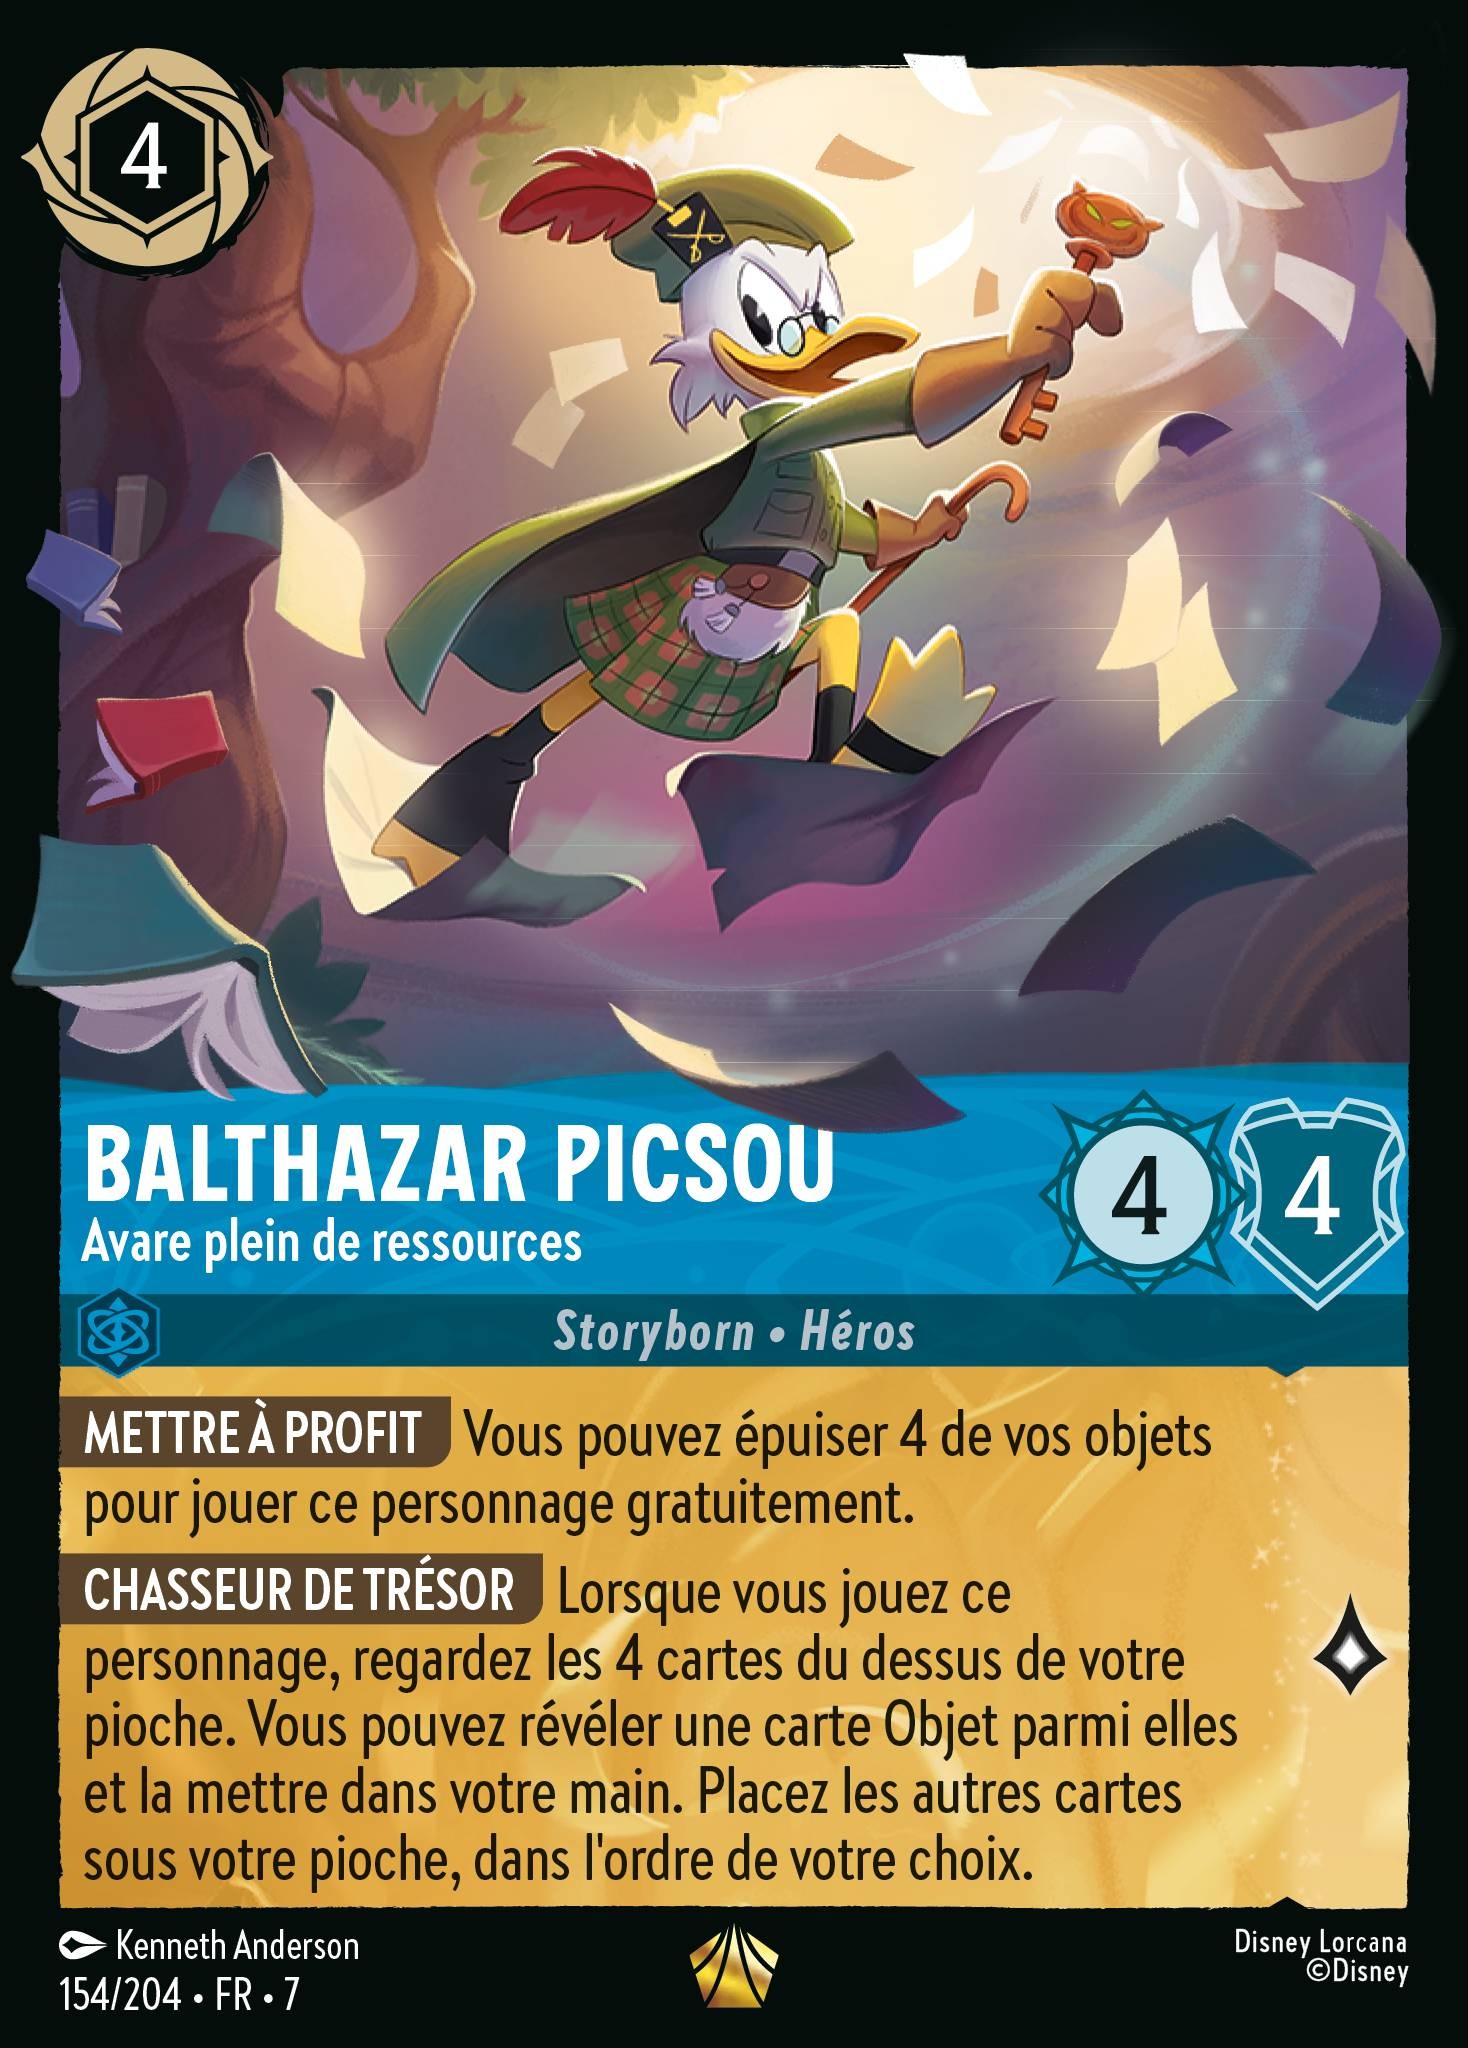 4
BALTHAZAR PICSOU
Avare plein de ressources
4
4
Storyborn • Héros
METTRE À PROFIT Vous pouvez épuiser 4 de vos objets
pour jouer ce personnage gratuitement.
CHASSEUR DE TRÉSOR Lorsque vous jouez ce
personnage, regardez les 4 cartes du dessus de votre
pioche. Vous pouvez révéler une carte Objet parmi elles
et la mettre dans votre main. Placez les autres cartes
sous votre pioche, dans l'ordre de votre choix.
Kenneth Anderson
154/204 • FR • 7
Disney Lorcana
©Disney